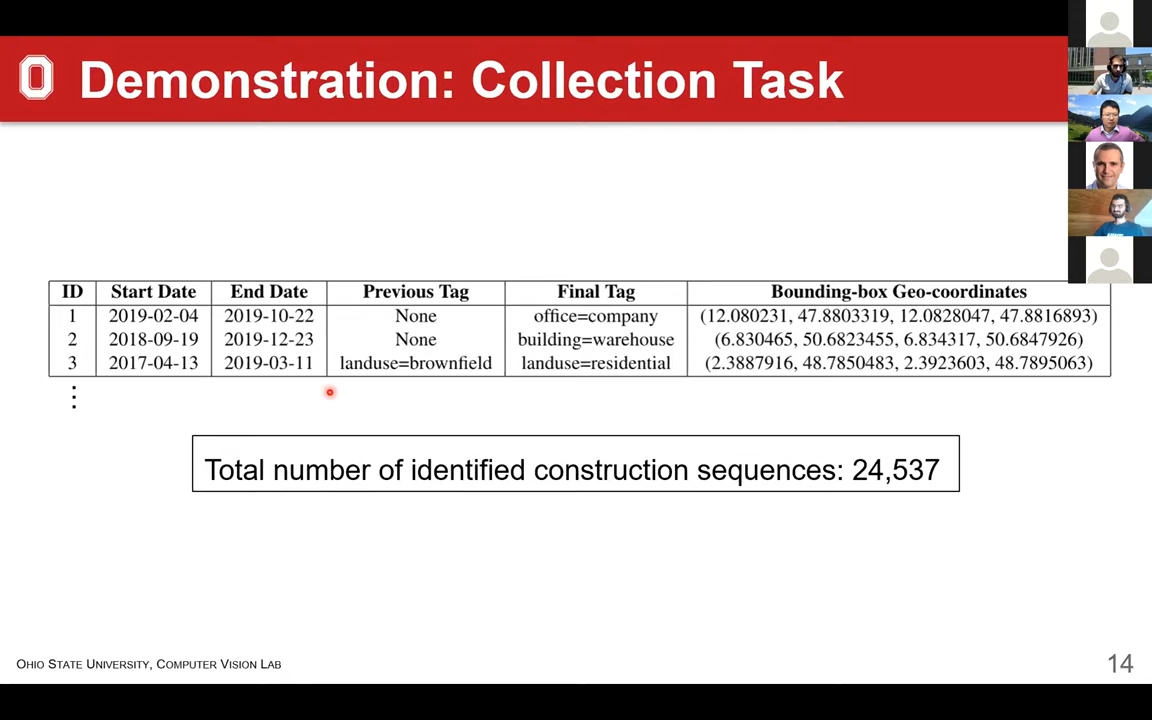 Demonstration: Collection Task
ID Start Date End Date Previous Tag Final Tag Bounding-box Geo-coordinates
1 2019-02-04 2019-10-22 None office=company (12.080231, 47.8803319, 12.0828047, 47.8816893)
2 2018-09-19 2019-12-23 None building=warehouse (6.830465, 50.6823455, 6.834317, 50.6847926)
3 2017-04-13 2019-03-11 landuse=brownfield landuse=residential (2.3887916, 48.7850483, 2.3923603, 48.7895063)
⋮
Total number of identified construction sequences: 24,537
OHIO STATE UNIVERSITY, COMPUTER VISION LAB
14